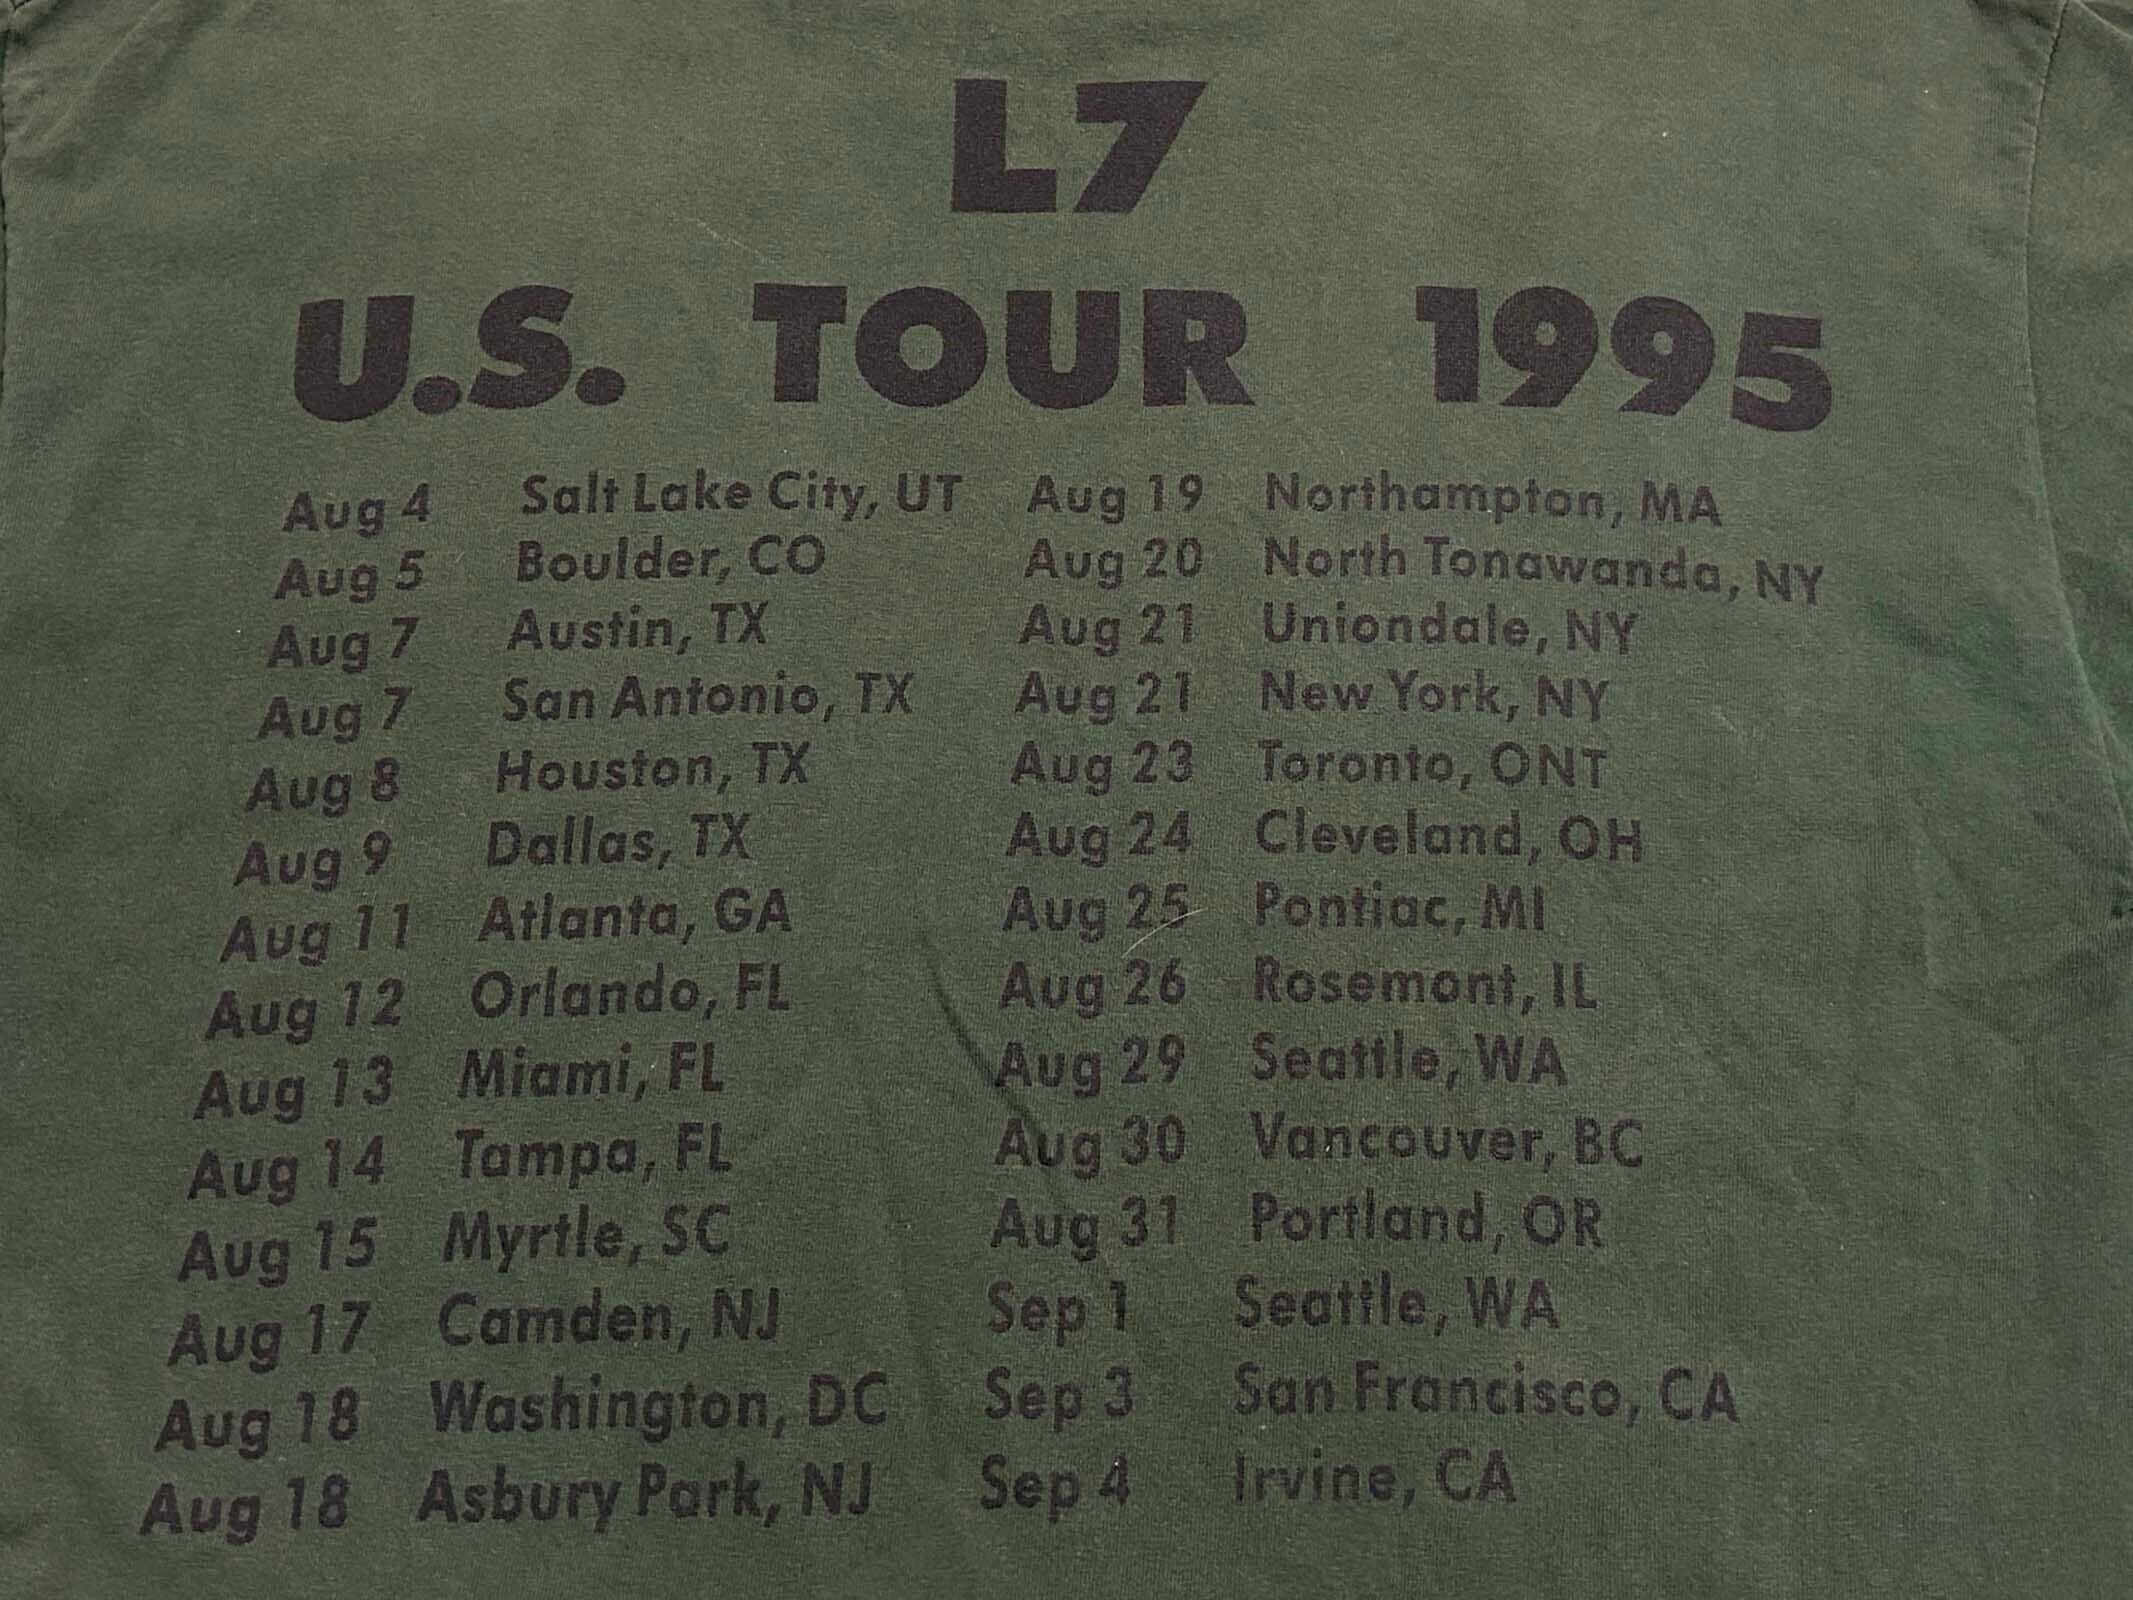 L7
U.S. TOUR 1995
Aug 4 Salt Lake City, UT
Aug 5 Boulder, CO
Aug 7 Austin, TX
Aug 7 San Antonio, TX
Aug 8 Houston, TX
Aug 9 Dallas, TX
Aug 11 Atlanta, GA
Aug 12 Orlando, FL
Aug 13 Miami, FL
Aug 14 Tampa, FL
Aug 15 Myrtle, SC
Aug 17 Camden, NJ
Aug 18 Washington, DC
Aug 18 Asbury Park, NJ
Aug 19 Northampton, MA
Aug 20 North Tonawanda, NY
Aug 21 Uniondale, NY
Aug 21 New York, NY
Aug 23 Toronto, ONT
Aug 24 Cleveland, OH
Aug 25 Pontiac, MI
Aug 26 Rosemont, IL
Aug 29 Seattle, WA
Aug 30 Vancouver, BC
Aug 31 Portland, OR
Sep 1 Seattle, WA
Sep 3 San Francisco, CA
Sep 4 Irvine, CA